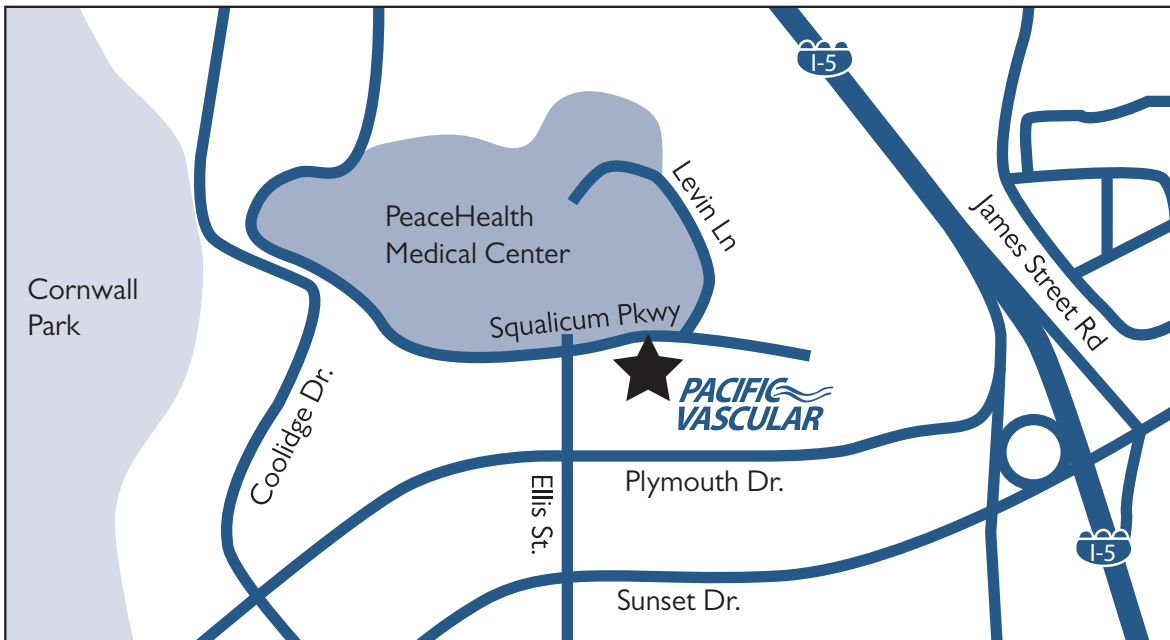 I-5
Levin Ln
PeaceHealth
Medical Center
James Street Rd
Cornwall
Park
Squalicum Pkwy
PACIFIC
VASCULAR
Coolidge Dr.
Plymouth Dr.
Ellis St.
I-5
Sunset Dr.